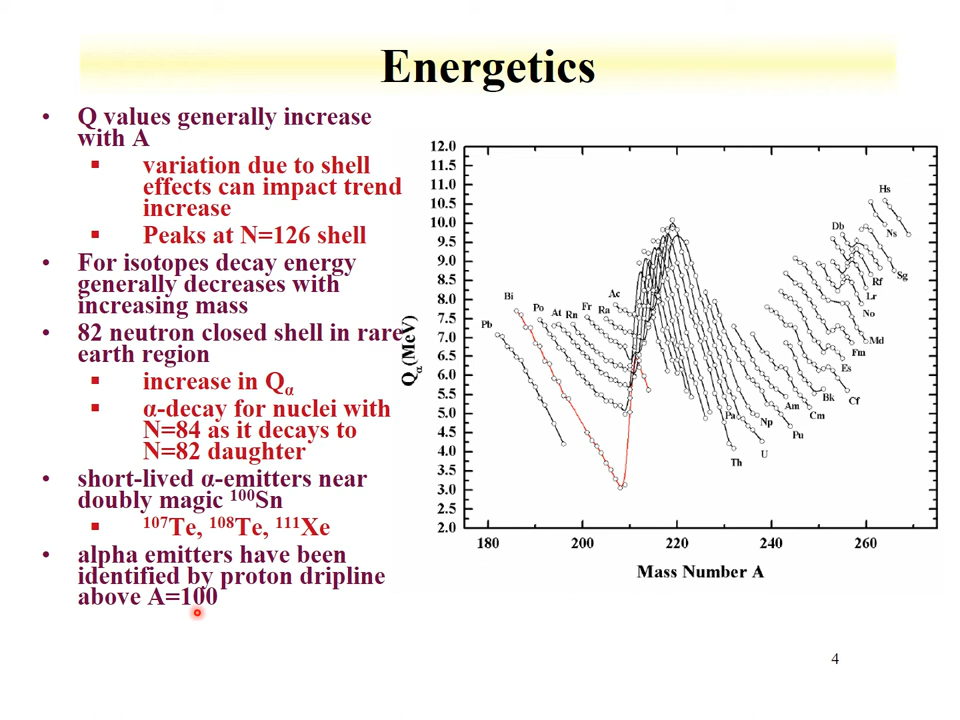 Energetics
• Q values generally increase
with A
▪ variation due to shell
effects can impact trend
increase
▪ Peaks at N=126 shell
• For isotopes decay energy
generally decreases with
increasing mass
• 82 neutron closed shell in rare
earth region
▪ increase in Qα
▪ α-decay for nuclei with
N=84 as it decays to
N=82 daughter
• short-lived α-emitters near
doubly magic ¹⁰⁰Sn
▪ ¹⁰⁷Te, ¹⁰⁸Te, ¹¹¹Xe
• alpha emitters have been
identified by proton dripline
above A=100
Qα(MeV)
12.0
11.5
11.0
10.5
10.0
9.5
9.0
8.5
8.0
7.5
7.0
6.5
6.0
5.5
5.0
4.5
4.0
3.5
3.0
2.5
2.0
180 200 220 240 260
Mass Number A
Pb
Bi
Po
At
Rn
Fr
Ra
Ac
Th
Pa
U
Np
Pu
Am
Cm
Bk
Cf
Es
Fm
Md
No
Lr
Rf
Db
Sg
Ns
Hs
4